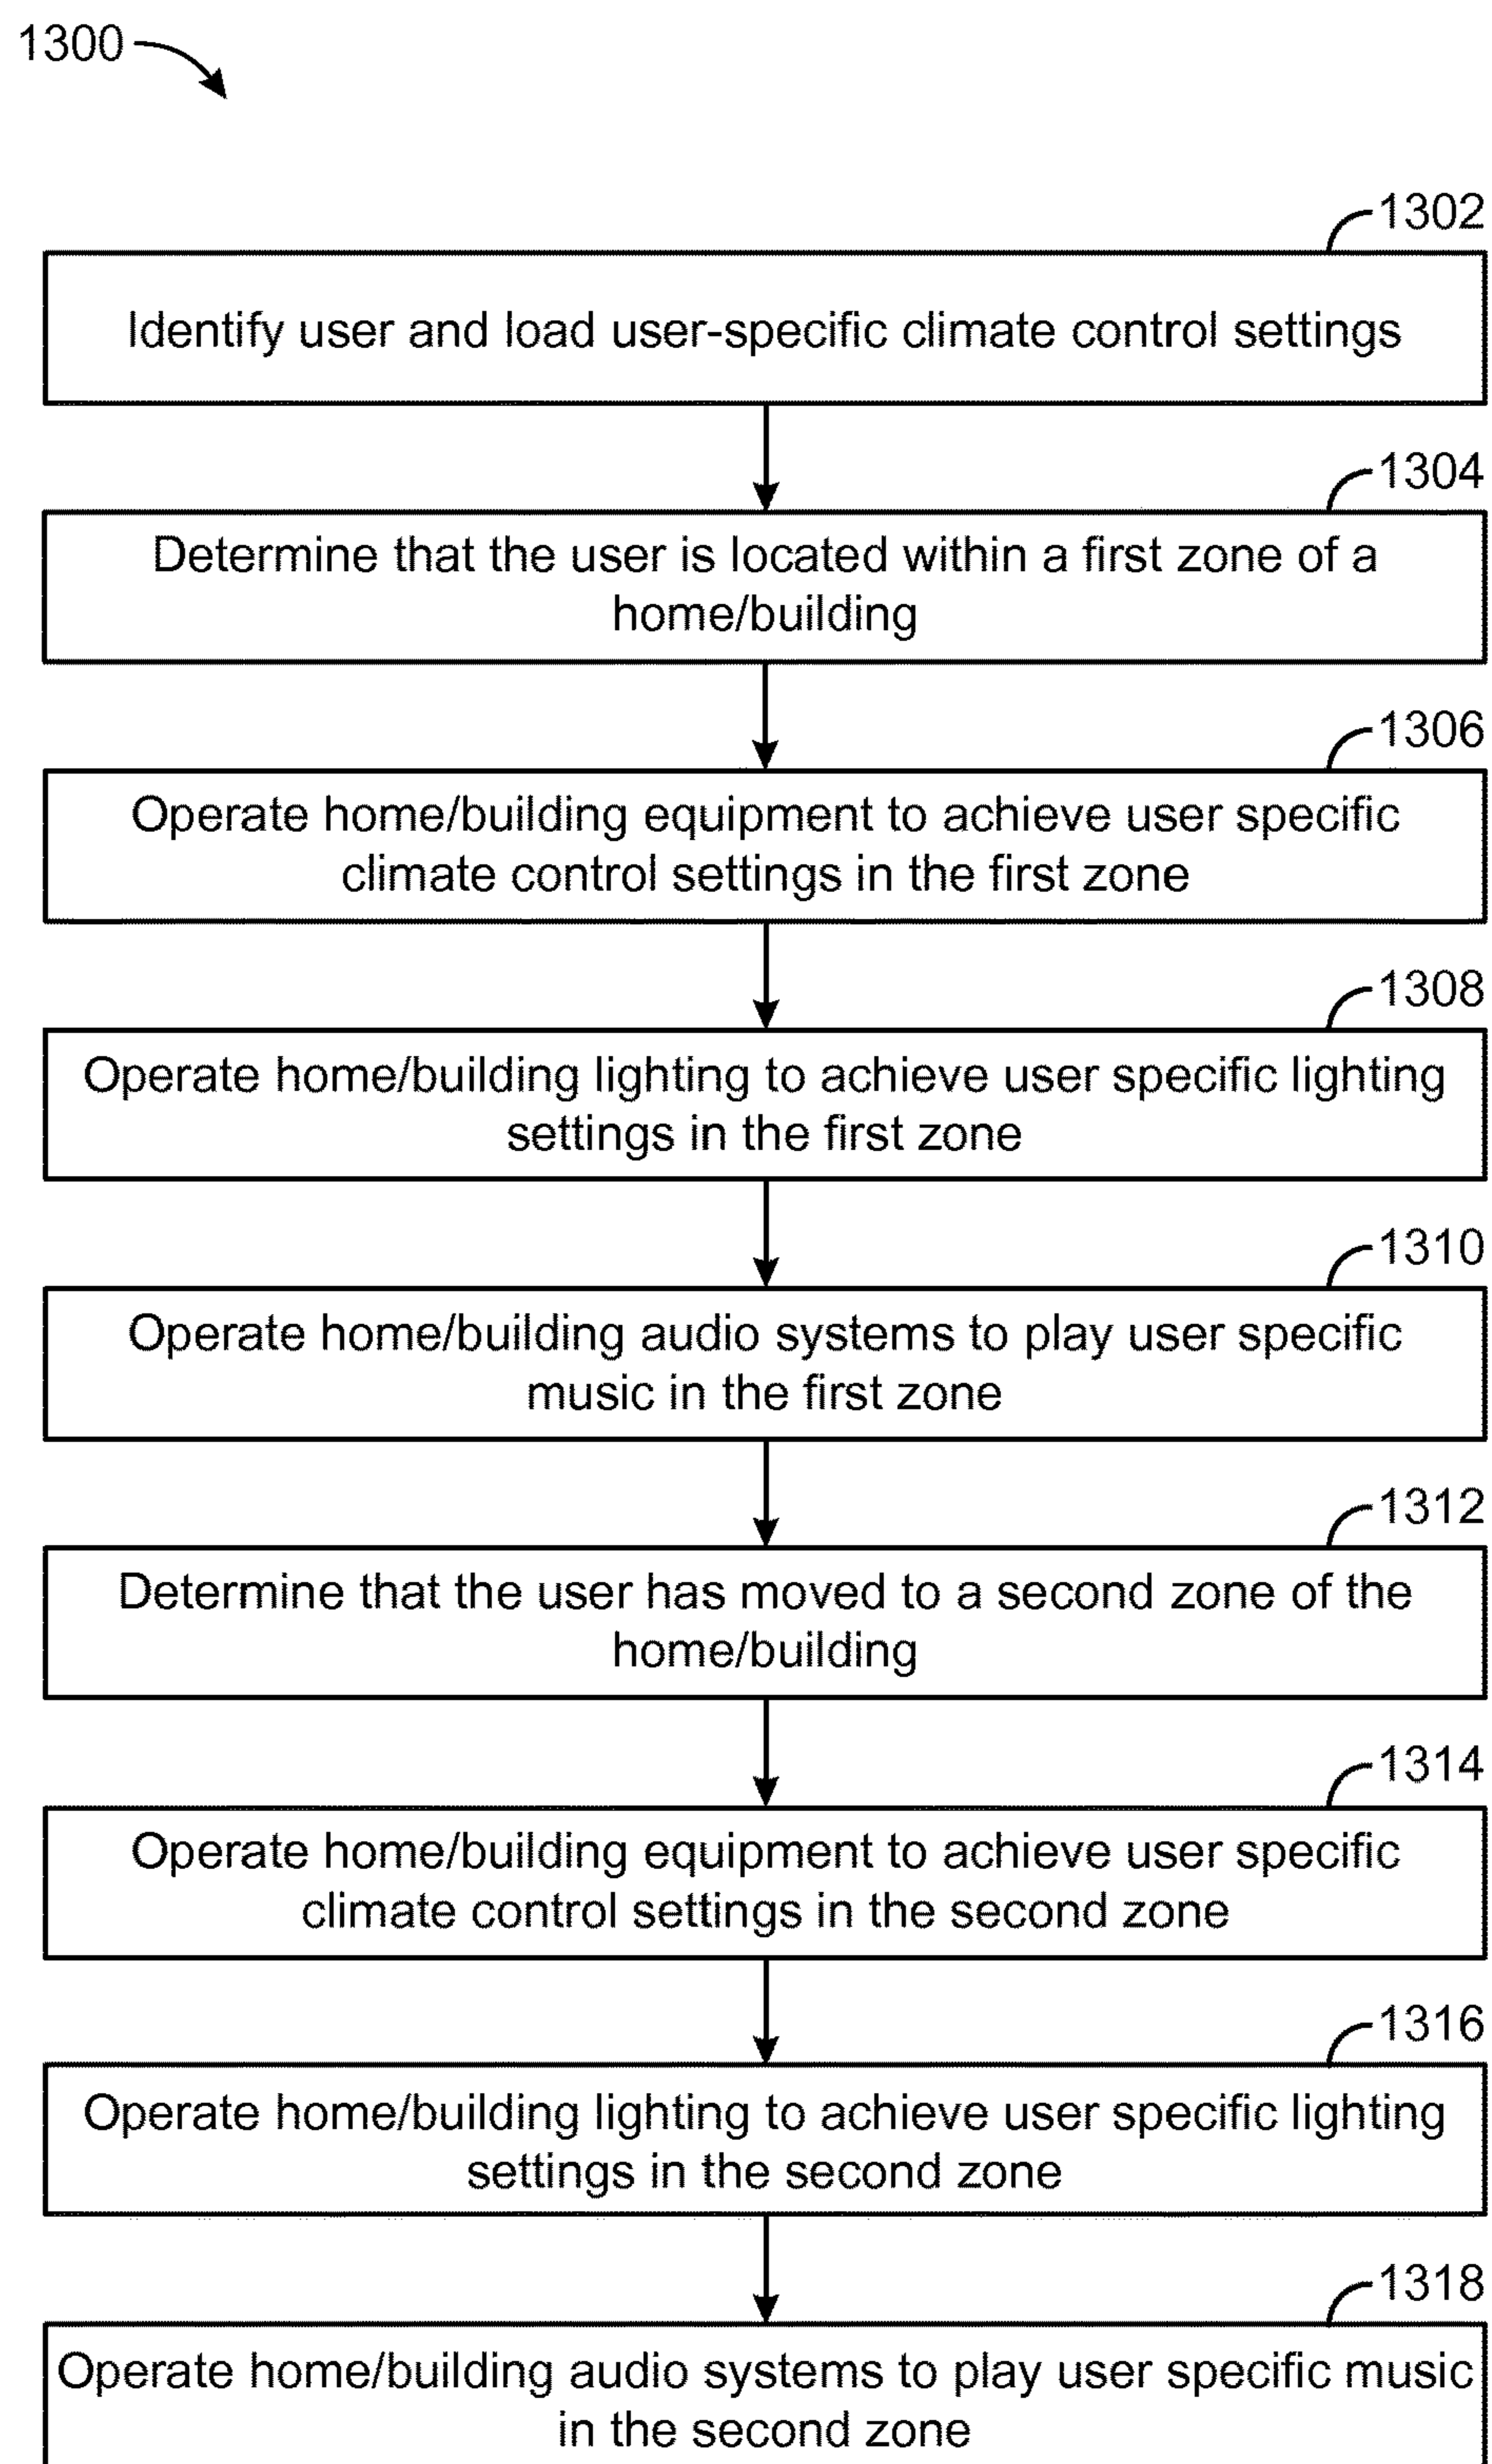 1300
1302
Identify user and load user-specific climate control settings
1304
Determine that the user is located within a first zone of a
home/building
1306
Operate home/building equipment to achieve user specific
climate control settings in the first zone
1308
Operate home/building lighting to achieve user specific lighting
settings in the first zone
1310
Operate home/building audio systems to play user specific
music in the first zone
1312
Determine that the user has moved to a second zone of the
home/building
1314
Operate home/building equipment to achieve user specific
climate control settings in the second zone
1316
Operate home/building lighting to achieve user specific lighting
settings in the second zone
1318
Operate home/building audio systems to play user specific music
in the second zone